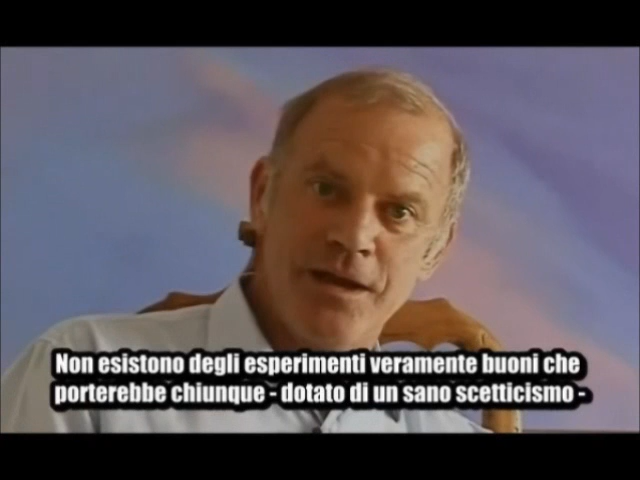 Non esistono degli esperimenti veramente buoni che
porterebbe chiunque - dotato di un sano scetticismo -